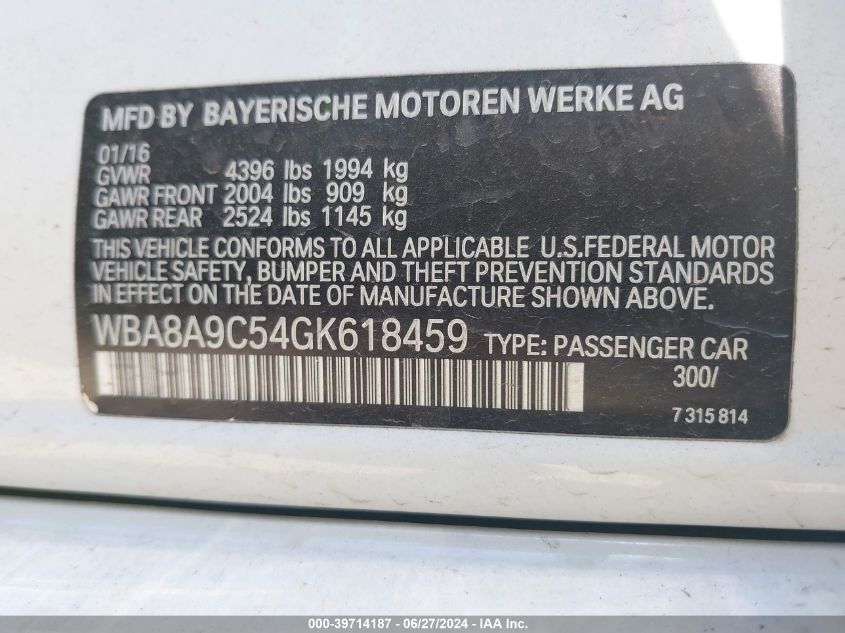 MFD BY BAYERISCHE MOTOREN WERKE AG
01/16
GVWR 4396 lbs 1994 kg
GAWR FRONT 2004 lbs 909 kg
GAWR REAR 2524 lbs 1145 kg
THIS VEHICLE CONFORMS TO ALL APPLICABLE U.S.FEDERAL MOTOR
VEHICLE SAFETY, BUMPER AND THEFT PREVENTION STANDARDS
IN EFFECT ON THE DATE OF MANUFACTURE SHOWN ABOVE.
WBA8A9C54GK618459 TYPE: PASSENGER CAR
300/
7 315 814
000-39714187 - 06/27/2024 - IAA Inc.